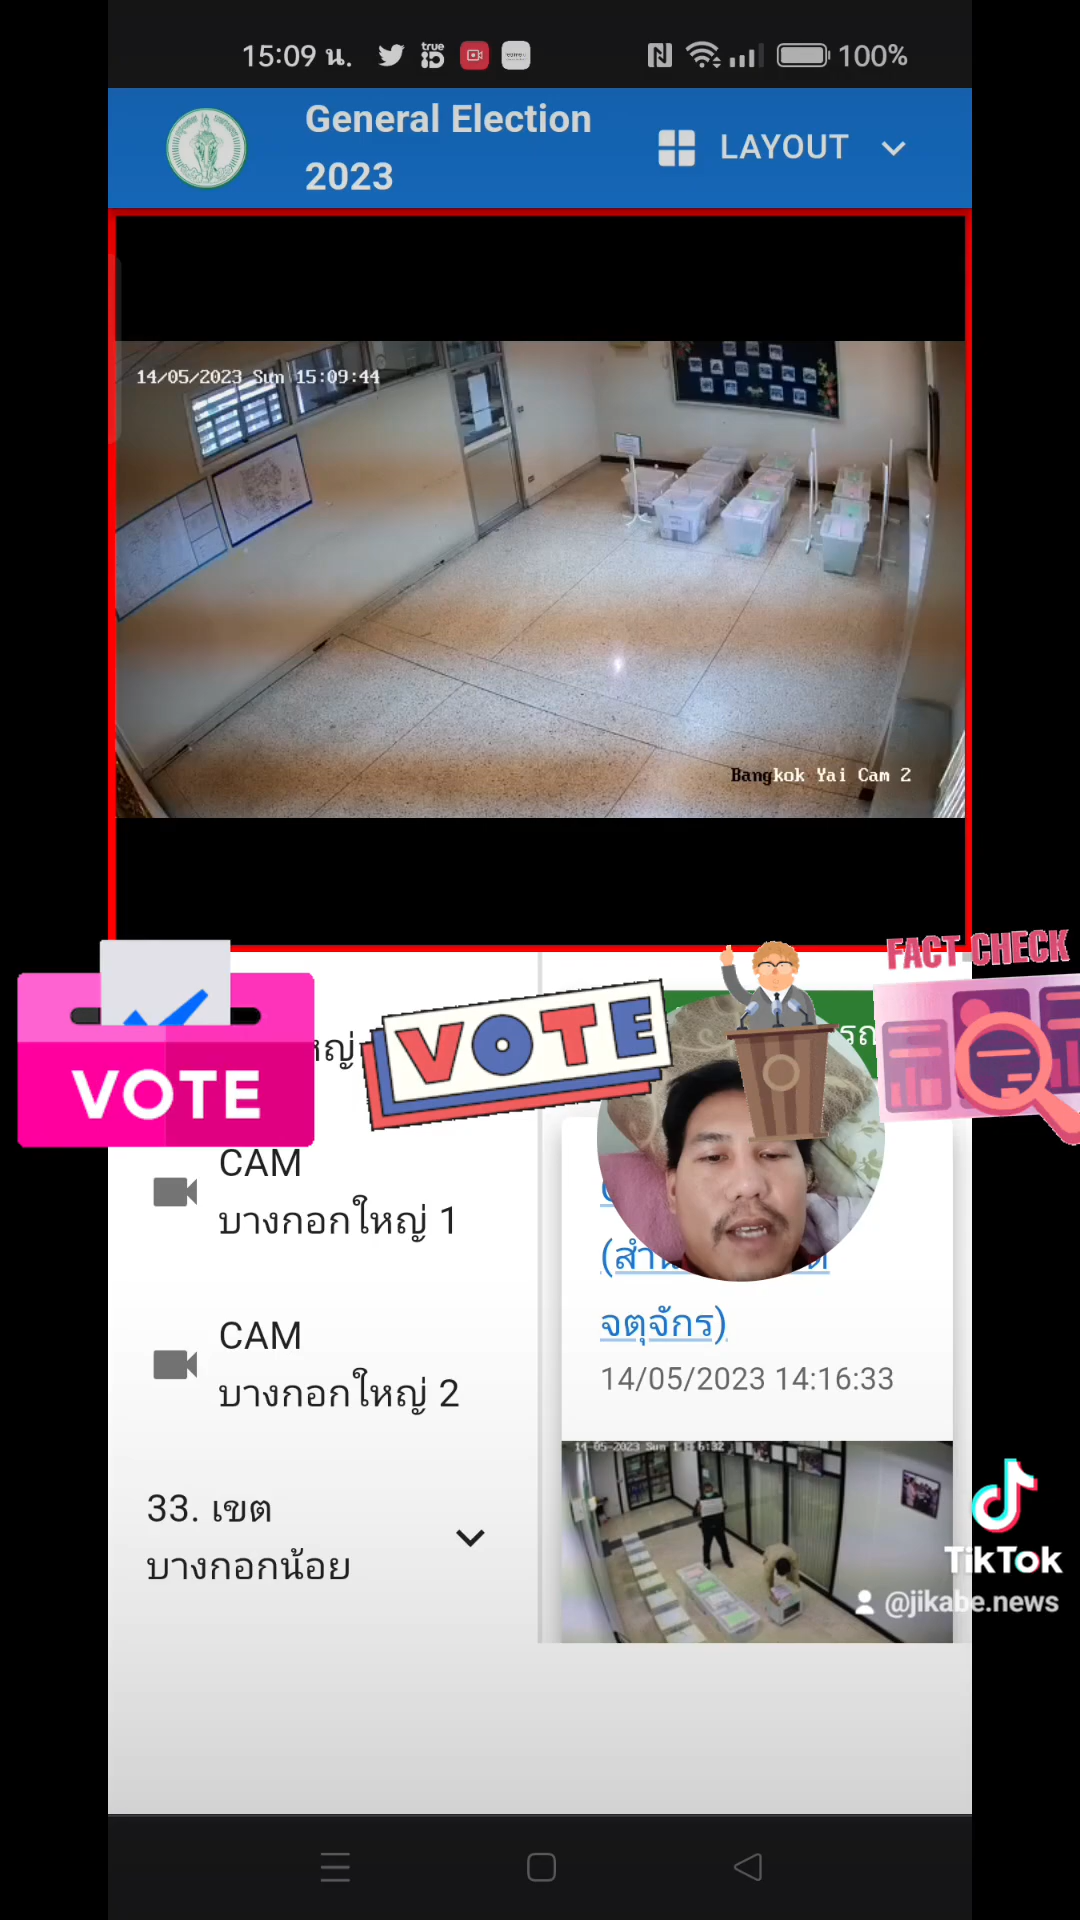 15:09 น.
true
iD
100%
General Election
2023
LAYOUT
14/05/2023 Sun 15:09:44
Bangkok Yai Cam 2
FACT CHECK
VOTE
VOTE
CAM
บางกอกใหญ่ 1
จตุจักร)
14/05/2023 14:16:33
CAM
บางกอกใหญ่ 2
33. เขต
บางกอกน้อย
TikTok
@jikabe.news